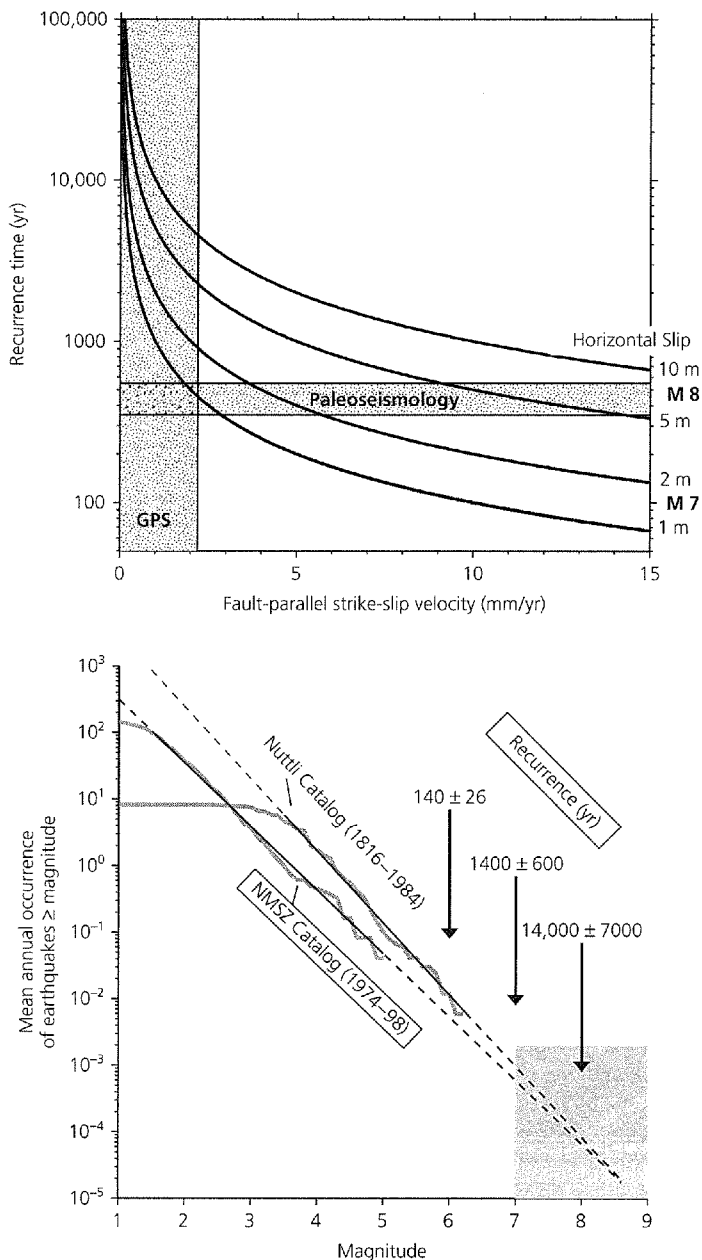 100,000
10,000
1000
100
Recurrence time (yr)
Horizontal Slip
10 m
M 8
5 m
2 m
M 7
1 m
Paleoseismology
GPS
0
5
10
15
Fault-parallel strike-slip velocity (mm/yr)
10³
10²
10¹
10⁰
10⁻¹
10⁻²
10⁻³
10⁻⁴
10⁻⁵
Mean annual occurrence
of earthquakes ≥ magnitude
Nuttli Catalog (1816–1984)
NMSZ Catalog (1974–98)
Recurrence (yr)
140 ± 26
1400 ± 600
14,000 ± 7000
1
2
3
4
5
6
7
8
9
Magnitude